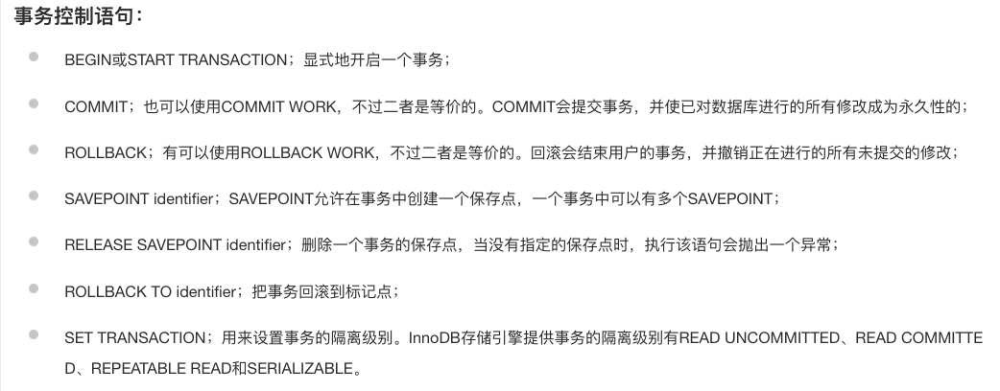 事务控制语句：
BEGIN或START TRANSACTION；显式地开启一个事务；
COMMIT；也可以使用COMMIT WORK，不过二者是等价的。COMMIT会提交事务，并使已对数据库进行的所有修改成为永久性的；
ROLLBACK；有可以使用ROLLBACK WORK，不过二者是等价的。回滚会结束用户的事务，并撤销正在进行的所有未提交的修改；
SAVEPOINT identifier；SAVEPOINT允许在事务中创建一个保存点，一个事务中可以有多个SAVEPOINT；
RELEASE SAVEPOINT identifier；删除一个事务的保存点，当没有指定的保存点时，执行该语句会抛出一个异常；
ROLLBACK TO identifier；把事务回滚到标记点；
SET TRANSACTION；用来设置事务的隔离级别。InnoDB存储引擎提供事务的隔离级别有READ UNCOMMITTED、READ COMMITTE
D、REPEATABLE READ和SERIALIZABLE。